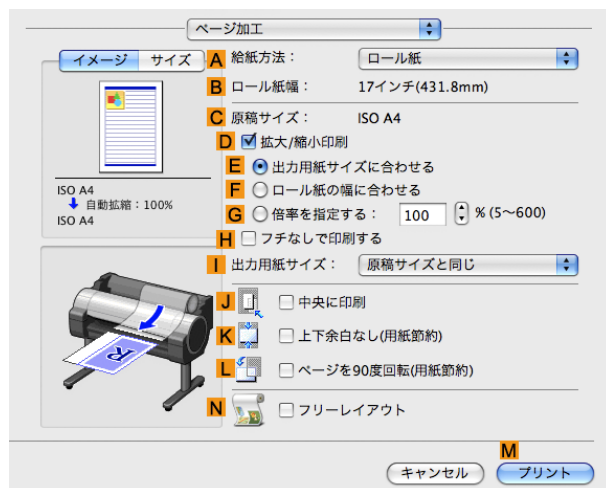 ページ加工
イメージ サイズ
A 給紙方法： ロール紙
B ロール紙幅： 17インチ(431.8mm)
C 原稿サイズ： ISO A4
D 拡大/縮小印刷
E 出力用紙サイズに合わせる
F ロール紙の幅に合わせる
G 倍率を指定する： 100 % (5～600)
H フチなしで印刷する
ISO A4
自動拡縮：100%
ISO A4
I 出力用紙サイズ： 原稿サイズと同じ
J 中央に印刷
K 上下余白なし(用紙節約)
L ページを90度回転(用紙節約)
N フリーレイアウト
R
M
キャンセル プリント